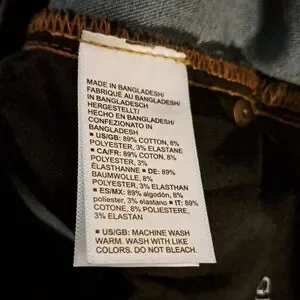 MADE IN BANGLADESH/
FABRIQUÉ AU BANGLADESH/
IN BANGLADESCH
HERGESTELLT/
HECHO EN BANGLADESH/
CONFEZIONATO IN
BANGLADESH
▪ US/GB: 89% COTTON, 8%
POLYESTER, 3% ELASTANE
▪ CA/FR: 89% COTON, 8%
POLYESTER, 3%
ÉLASTHANNE ▪ DE: 89%
BAUMWOLLE, 8%
POLYESTER, 3% ELASTHAN
▪ ES/MX: 89% algodón, 8%
poliester, 3% elastano ▪ IT: 89%
COTONE, 8% POLIESTERE,
3% ELASTAN
▪ US/GB: MACHINE WASH
WARM. WASH WITH LIKE
COLORS. DO NOT BLEACH.